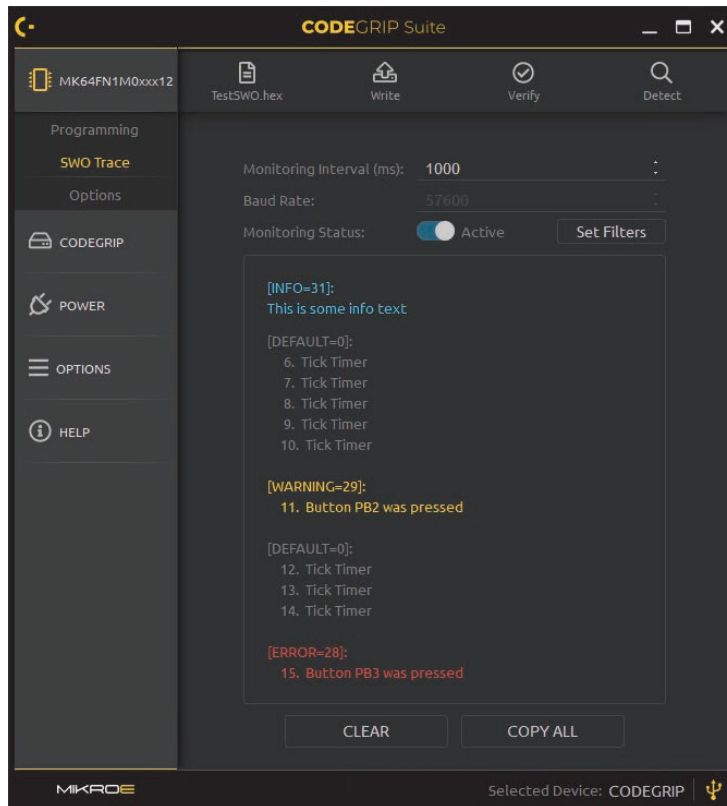 CODEGRIP Suite
MK64FN1M0xxx12
TestSWO.hex
Write
Verify
Detect
Programming
SWO Trace
Options
CODEGRIP
POWER
OPTIONS
HELP
Monitoring Interval (ms): 1000
Baud Rate: 57600
Monitoring Status: Active Set Filters
[INFO=31]:
This is some info text
[DEFAULT=0]:
6. Tick Timer
7. Tick Timer
8. Tick Timer
9. Tick Timer
10. Tick Timer
[WARNING=29]:
11. Button PB2 was pressed
[DEFAULT=0]:
12. Tick Timer
13. Tick Timer
14. Tick Timer
[ERROR=28]:
15. Button PB3 was pressed
CLEAR
COPY ALL
MIKROE
Selected Device: CODEGRIP